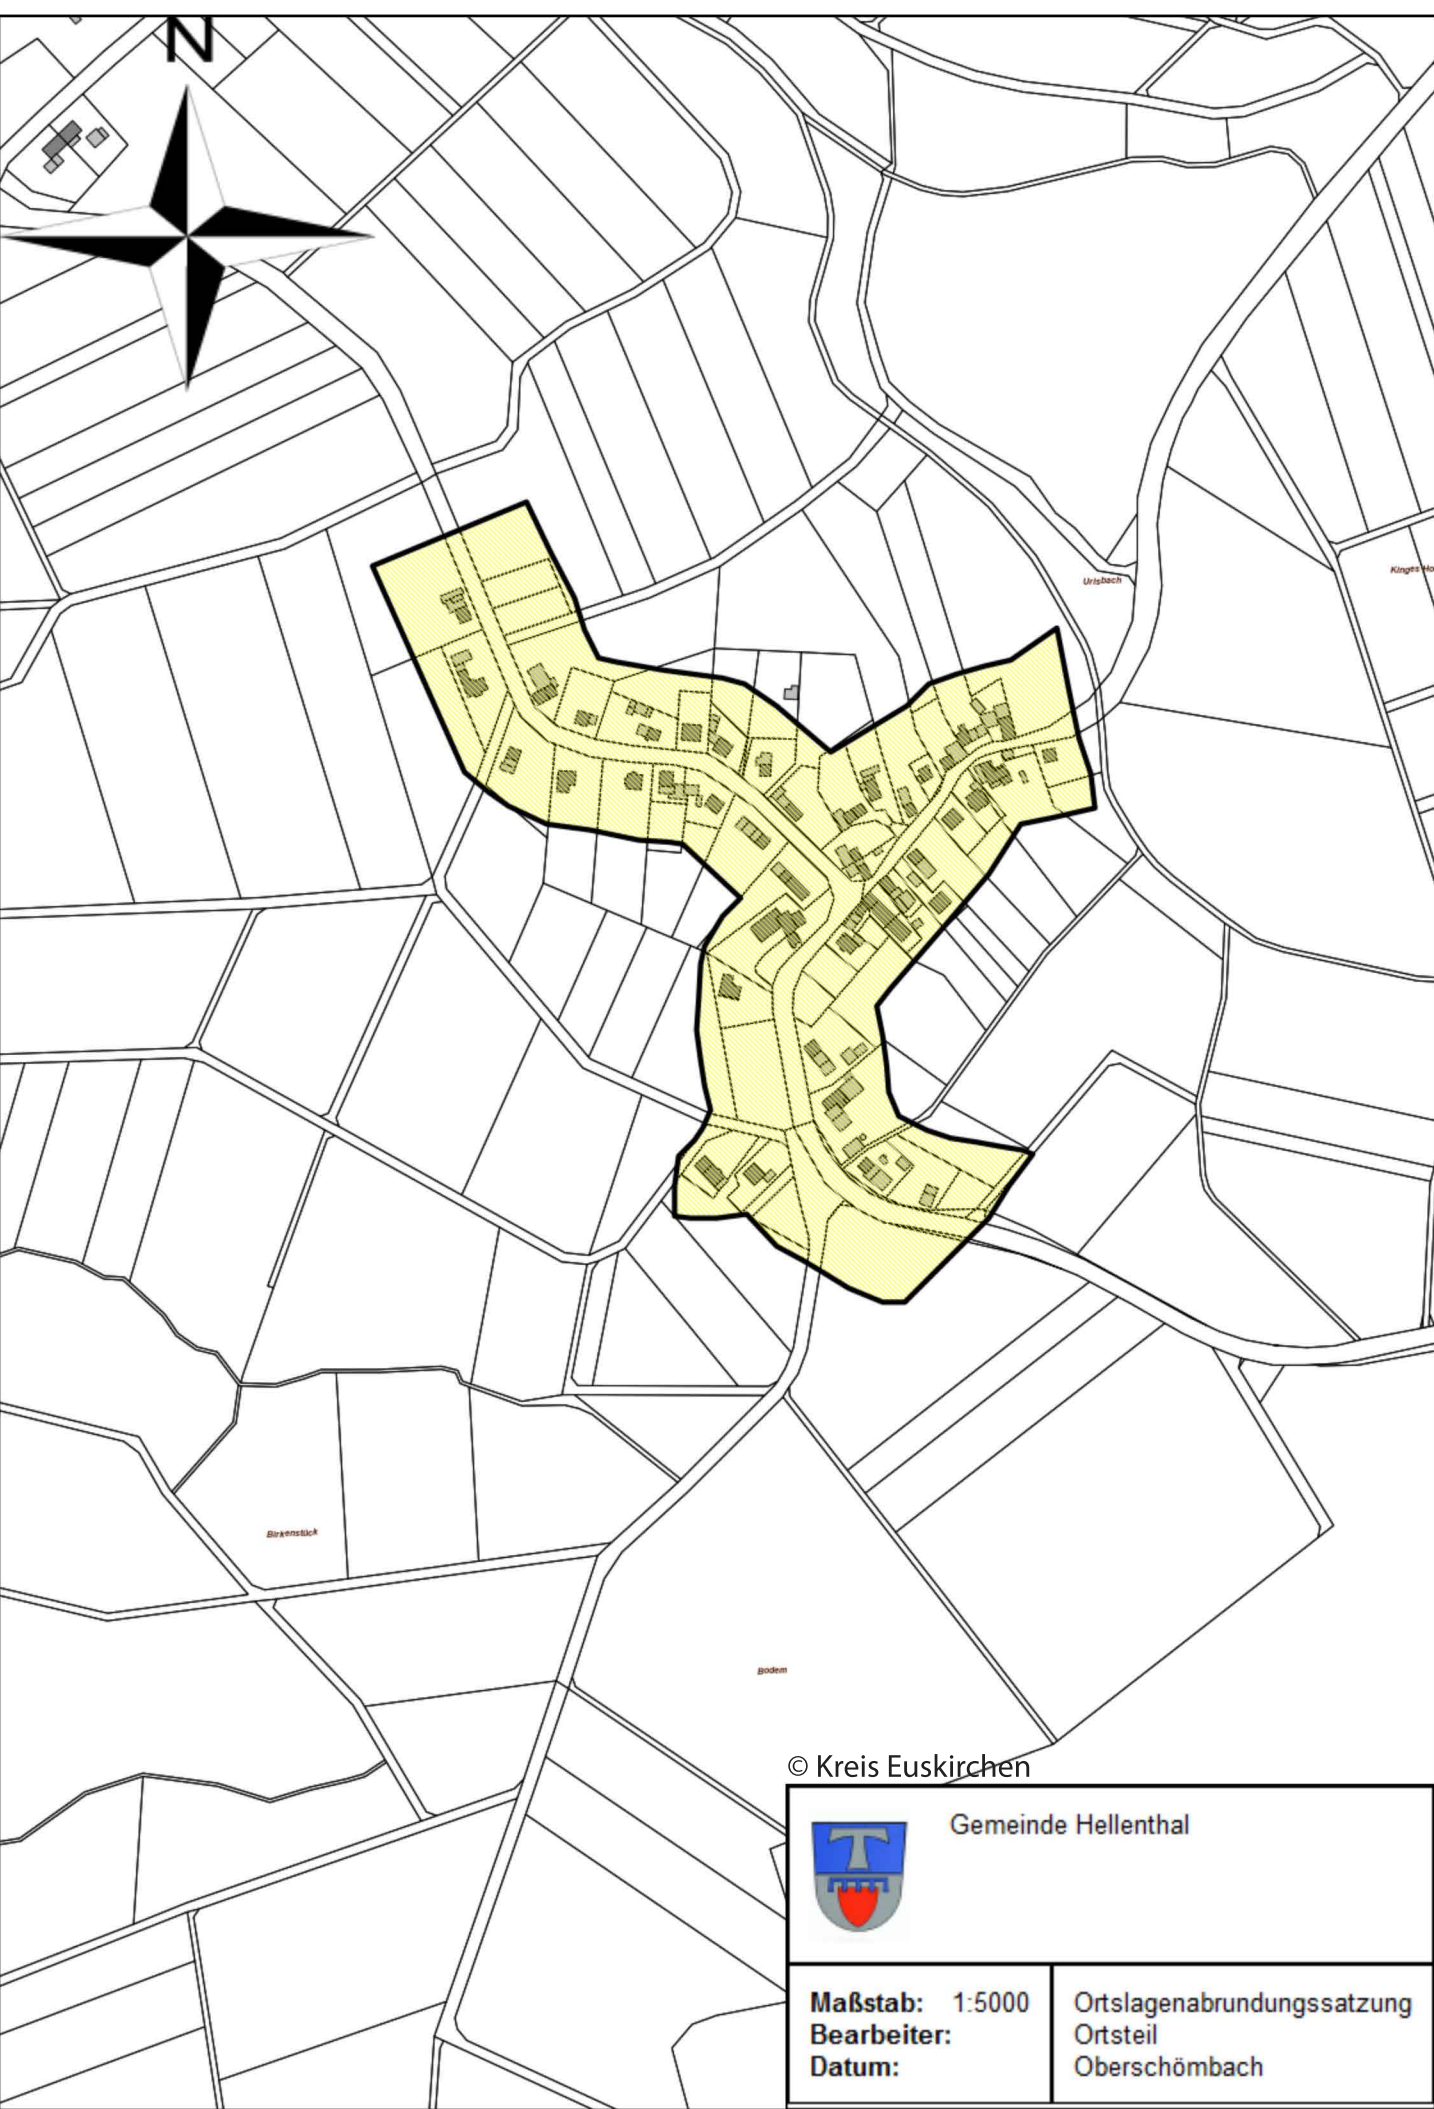 N
Urlsbach
Kinges Ho
Birkenstück
Bodem
© Kreis Euskirchen
Gemeinde Hellenthal
Maßstab: 1:5000
Bearbeiter:
Datum:
Ortslagenabrundungssatzung
Ortsteil
Oberschömbach